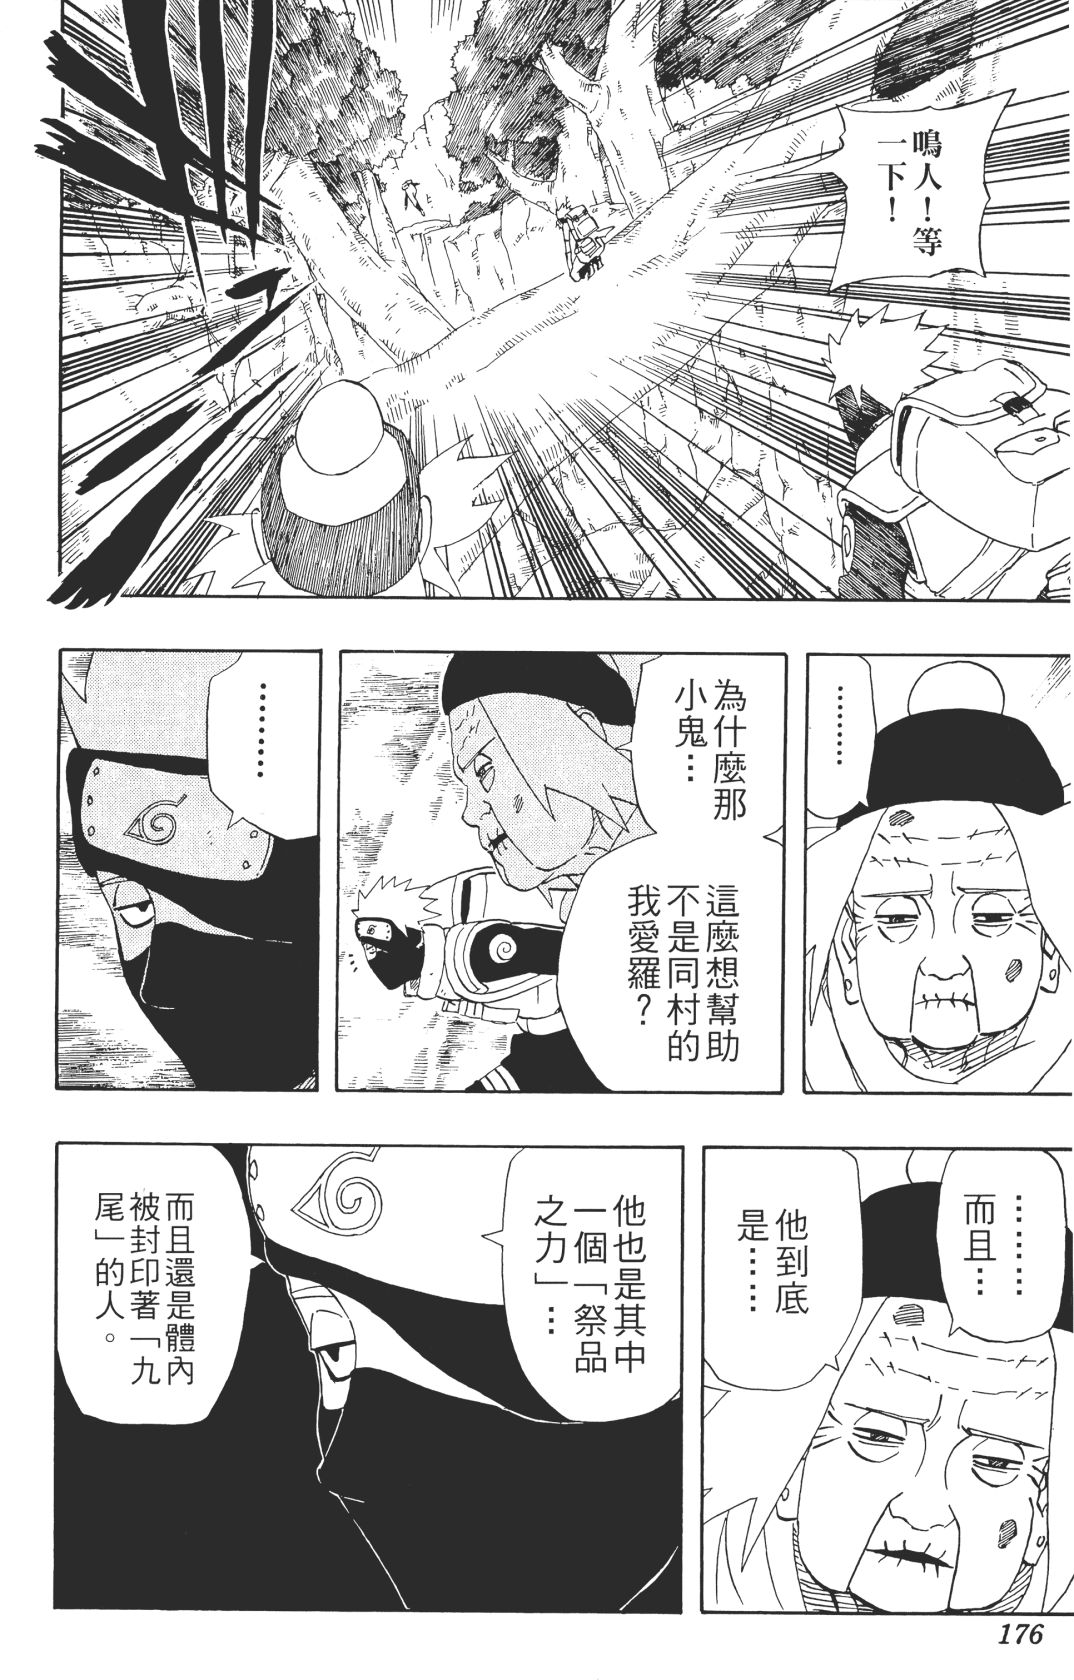 鳴人！等
一下！
………
為什麼那
小鬼…
這麼想幫助
不是同村的
我愛羅？
………
…………
而且…
他到底
是……
他也是其中
一個「祭品
之力」…
而且還是體內
被封印著「九
尾」的人。
176